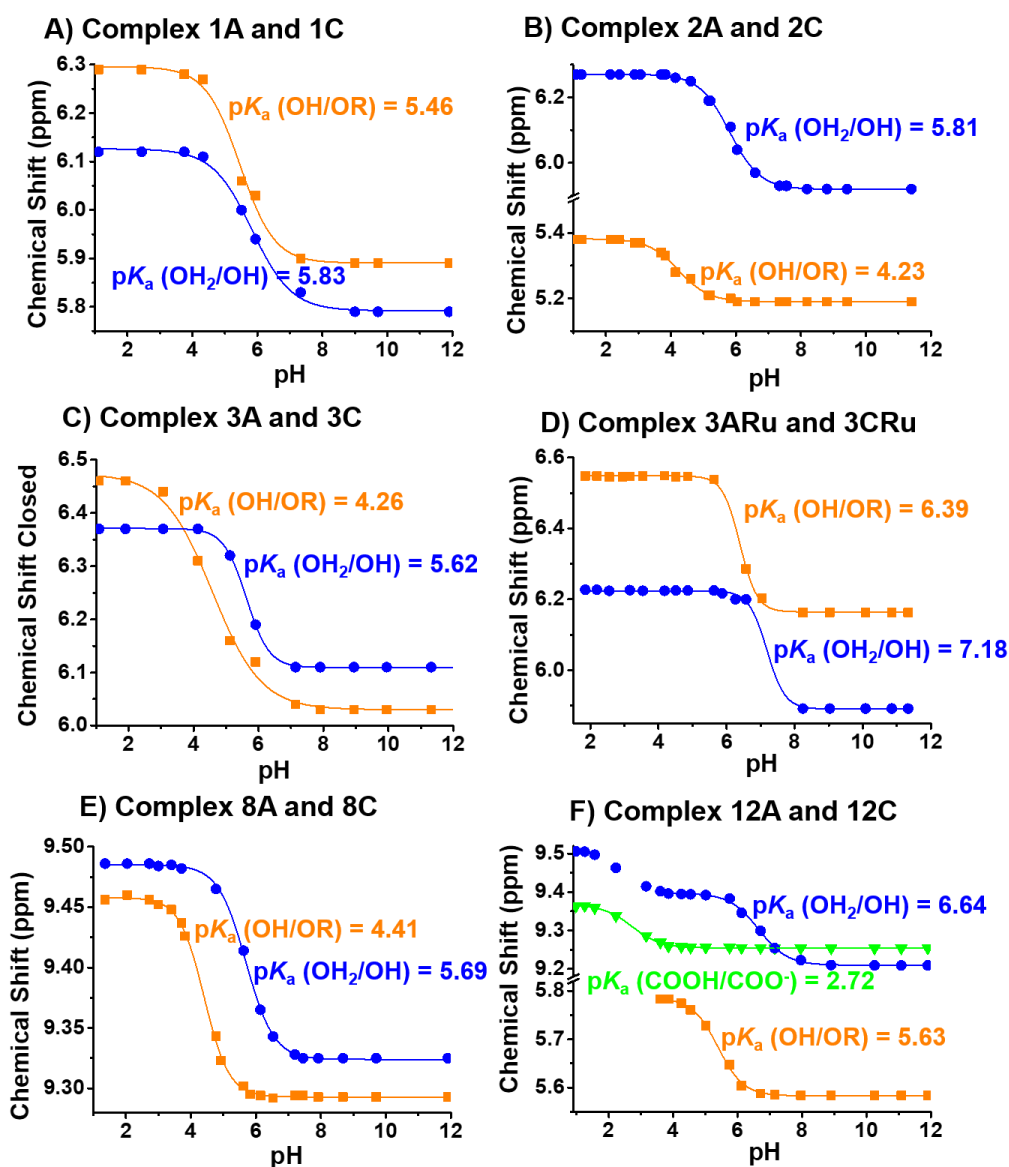 A) Complex 1A and 1C
Chemical Shift (ppm)
6.3
6.2
6.1
6.0
5.9
5.8
pKa (OH/OR) = 5.46
pKa (OH2/OH) = 5.83
2 4 6 8 10 12
pH
B) Complex 2A and 2C
Chemical Shift (ppm)
6.2
6.0
5.4
5.2
pKa (OH2/OH) = 5.81
pKa (OH/OR) = 4.23
2 4 6 8 10 12
pH
C) Complex 3A and 3C
Chemical Shift Closed
6.5
6.4
6.3
6.2
6.1
6.0
pKa (OH/OR) = 4.26
pKa (OH2/OH) = 5.62
2 4 6 8 10 12
pH
D) Complex 3ARu and 3CRu
Chemical Shift (ppm)
6.6
6.4
6.2
6.0
pKa (OH/OR) = 6.39
pKa (OH2/OH) = 7.18
2 4 6 8 10 12
pH
E) Complex 8A and 8C
Chemical Shift (ppm)
9.50
9.45
9.40
9.35
9.30
pKa (OH/OR) = 4.41
pKa (OH2/OH) = 5.69
2 4 6 8 10 12
pH
F) Complex 12A and 12C
Chemical Shift (ppm)
9.5
9.4
9.3
9.2
5.8
5.7
5.6
pKa (OH2/OH) = 6.64
pKa (COOH/COO-) = 2.72
pKa (OH/OR) = 5.63
2 4 6 8 10 12
pH